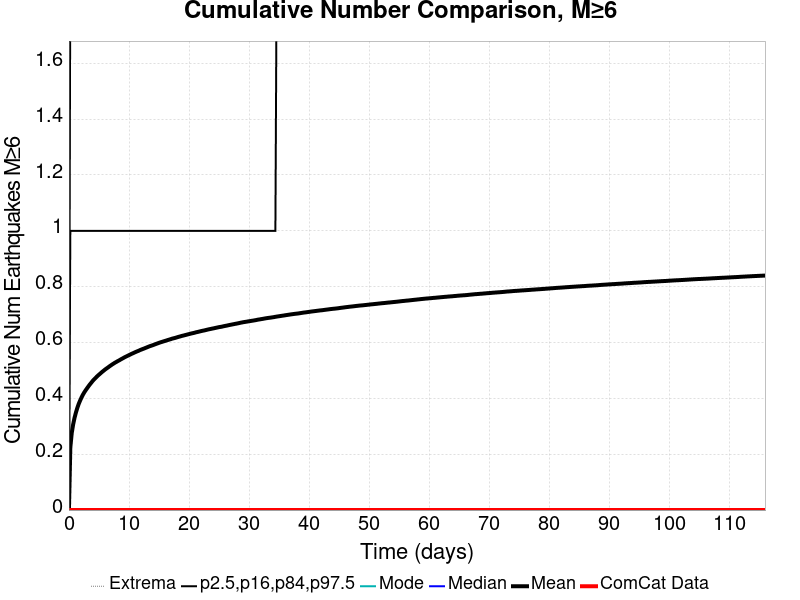 Cumulative Number Comparison, M≥6
Cumulative Num Earthquakes M≥6
1.6
1.4
1.2
1
0.8
0.6
0.4
0.2
0
0 10 20 30 40 50 60 70 80 90 100 110
Time (days)
Extrema p2.5,p16,p84,p97.5 Mode Median Mean ComCat Data